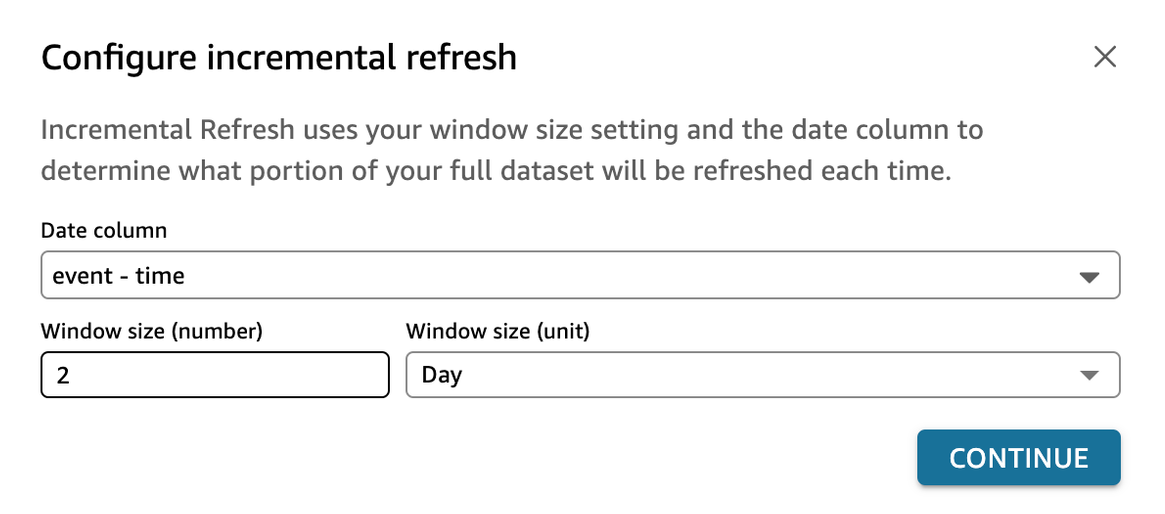 Configure incremental refresh
Incremental Refresh uses your window size setting and the date column to
determine what portion of your full dataset will be refreshed each time.
Date column
event - time
Window size (number) Window size (unit)
2 Day
CONTINUE